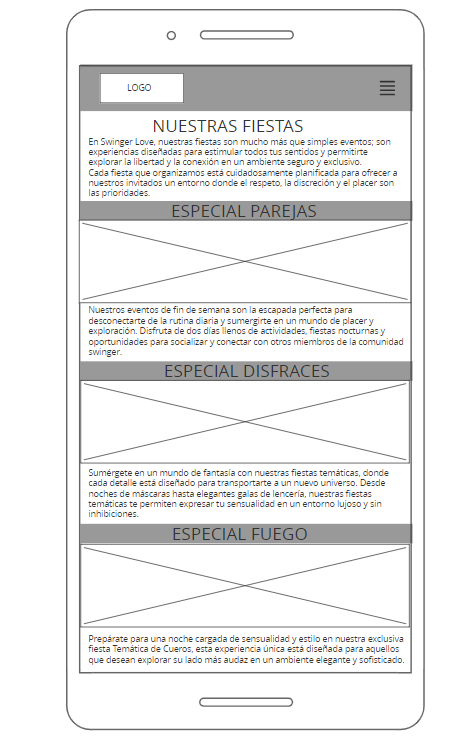 LOGO
NUESTRAS FIESTAS
En Swinger Love, nuestras fiestas son mucho más que simples eventos; son
experiencias diseñadas para estimular todos tus sentidos y permitirte
explorar la libertad y la conexión en un ambiente seguro y exclusivo.
Cada fiesta que organizamos está cuidadosamente planificada para ofrecer a
nuestros invitados un entorno donde el respeto, la discreción y el placer son
las prioridades.
ESPECIAL PAREJAS
Nuestros eventos de fin de semana son la escapada perfecta para
desconectarte de la rutina diaria y sumergirte en un mundo de placer y
exploración. Disfruta de dos días llenos de actividades, fiestas nocturnas y
oportunidades para socializar y conectar con otros miembros de la comunidad
swinger.
ESPECIAL DISFRACES
Sumérgete en un mundo de fantasía con nuestras fiestas temáticas, donde
cada detalle está diseñado para transportarte a un nuevo universo. Desde
noches de máscaras hasta elegantes galas de lencería, nuestras fiestas
temáticas te permiten expresar tu sensualidad en un entorno lujoso y sin
inhibiciones.
ESPECIAL FUEGO
Prepárate para una noche cargada de sensualidad y estilo en nuestra exclusiva
fiesta Temática de Cueros, esta experiencia única está diseñada para aquellos
que desean explorar su lado más audaz en un ambiente elegante y sofisticado.